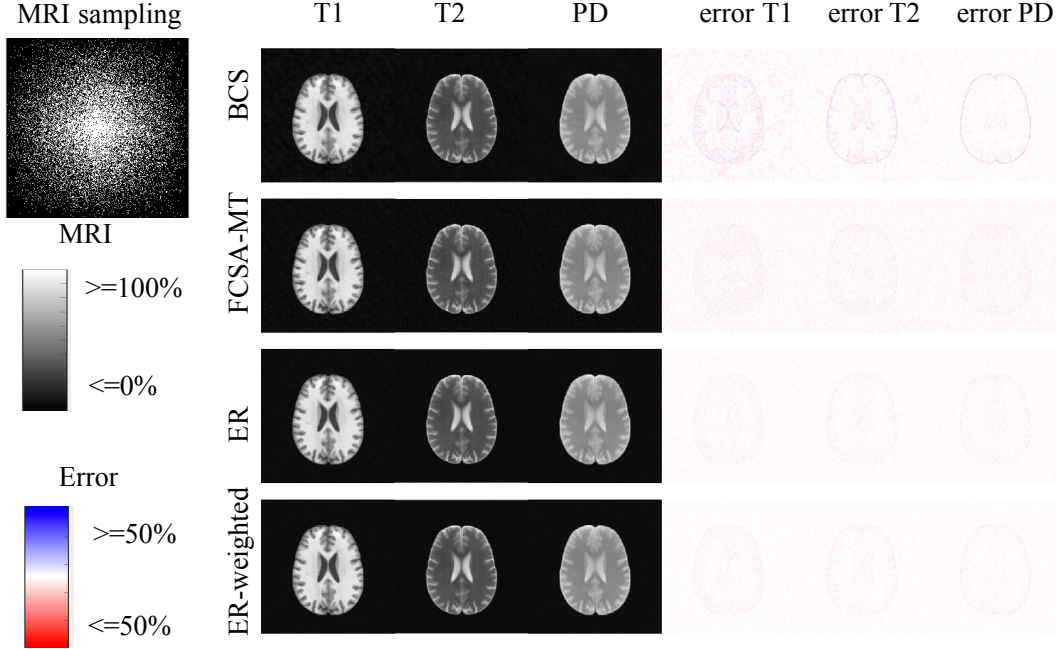 MRI sampling
T1 T2 PD error T1 error T2 error PD
BCS
FCSA-MT
ER
ER-weighted
MRI
>=100%
<=0%
Error
>=50%
<=50%